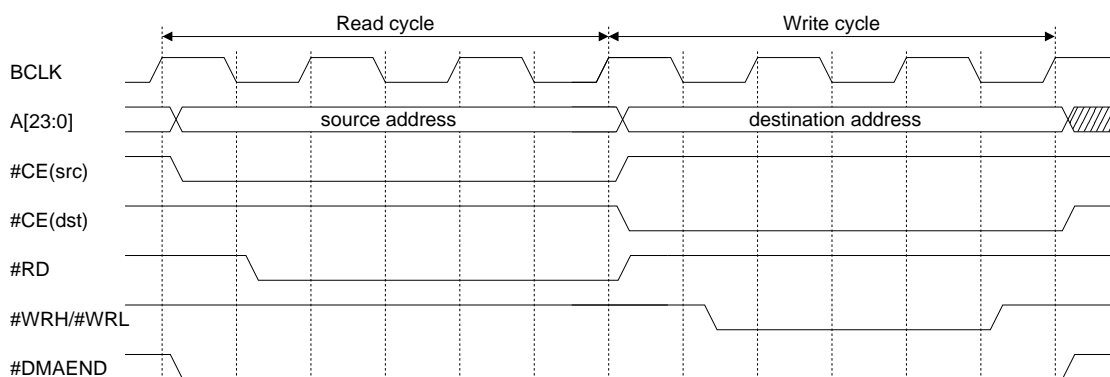 Read cycle Write cycle
BCLK
A[23:0] source address destination address
#CE(src)
#CE(dst)
#RD
#WRH/#WRL
#DMAEND